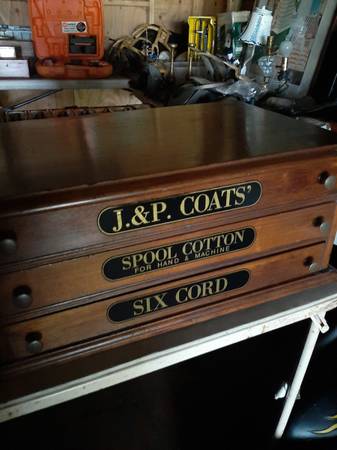 J.&P. COATS'
SPOOL COTTON
FOR HAND & MACHINE
SIX CORD